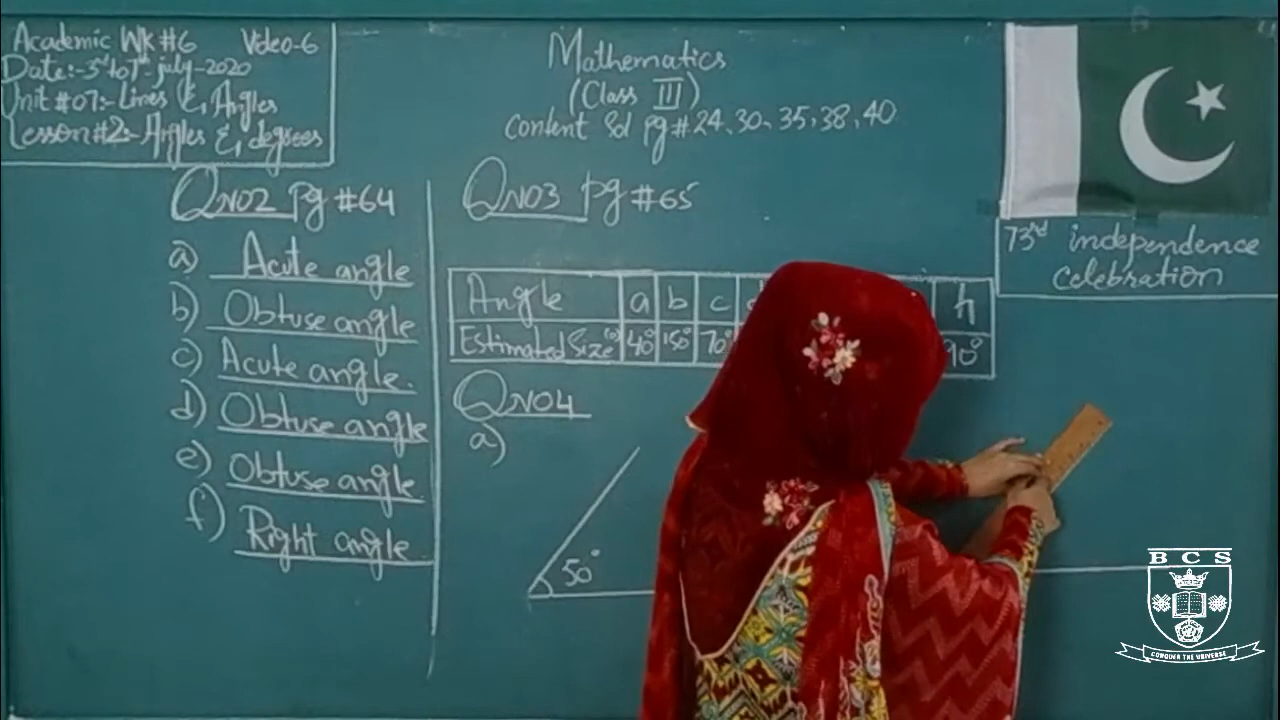 Academic Wk #6 Video-6
Date:-3rd to 7th-july-2020
Unit #07:-Lines & Angles
Lesson#2:-Angles & degrees
Mathematics
(Class III)
Content Sd pg#24, 30, 35, 38, 40
73rd independence
celebration
QNO2 Pg #64
a) Acute angle
b) Obtuse angle
c) Acute angle.
d) Obtuse angle
e) Obtuse angle.
f) Right angle.
QNO3 Pg #65
Angle a b c h
Estimated Size(°) 40° 150° 70° 90°
QNO4
a)
50°
BCS
CONQUER THE UNIVERSE